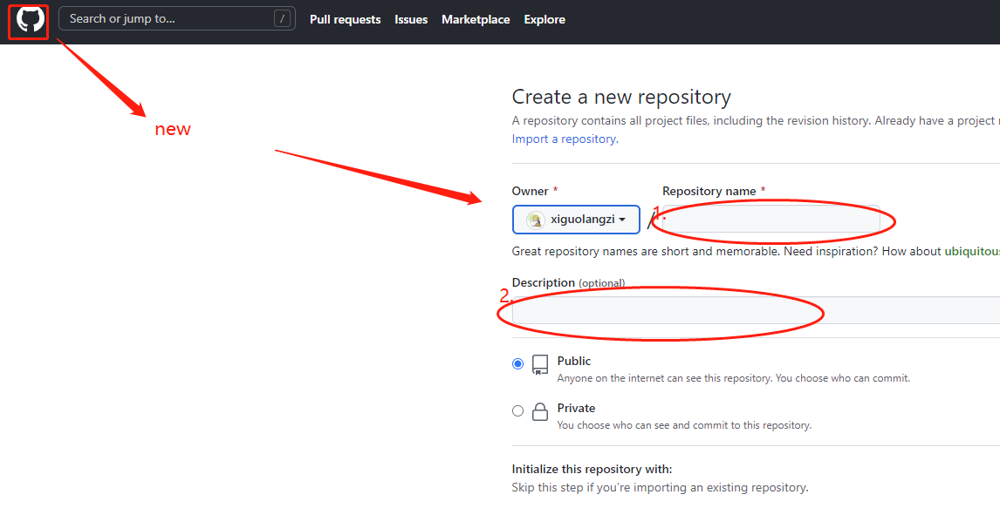 Search or jump to... /
Pull requests Issues Marketplace Explore
new
Create a new repository
A repository contains all project files, including the revision history. Already have a project
Import a repository.
Owner * Repository name *
xiguolangzi / 1.
Great repository names are short and memorable. Need inspiration? How about ubiquitous
Description (optional)
2.
Public
Anyone on the internet can see this repository. You choose who can commit.
Private
You choose who can see and commit to this repository.
Initialize this repository with:
Skip this step if you're importing an existing repository.